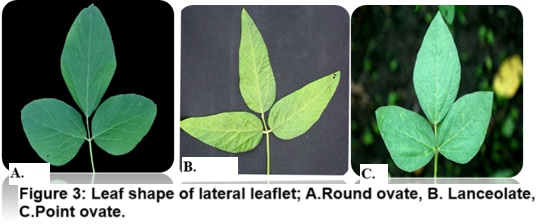 A.
B.
C.
Figure 3: Leaf shape of lateral leaflet; A.Round ovate, B. Lanceolate,
C.Point ovate.